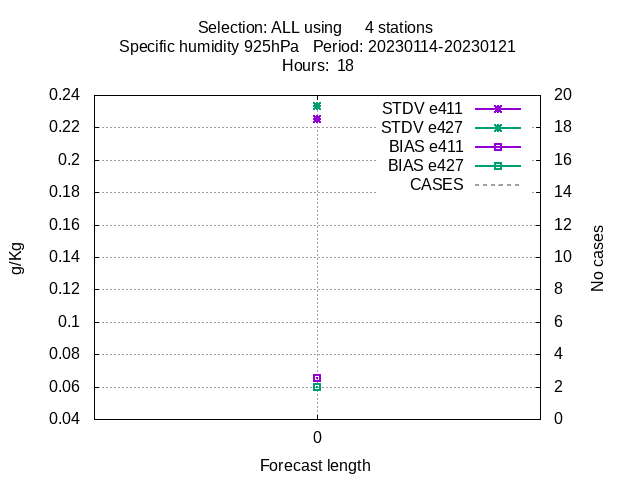 Selection: ALL using 4 stations
Specific humidity 925hPa Period: 20230114-20230121
Hours: 18
0.24
0.22
0.2
0.18
0.16
0.14
0.12
0.1
0.08
0.06
0.04
g/Kg
STDV e411
STDV e427
BIAS e411
BIAS e427
CASES
20
18
16
14
12
10
8
6
4
2
0
No cases
0
Forecast length